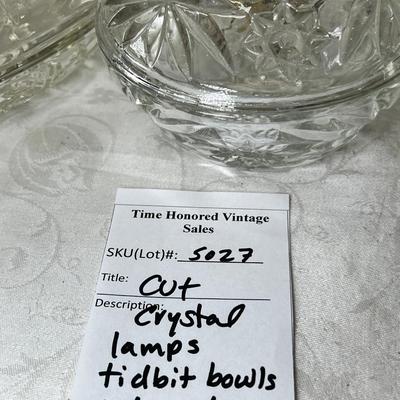 Time Honored Vintage
Sales
SKU(Lot)#: 5027
Title: Cut
Description:
Crystal
lamps
tidbit bowls